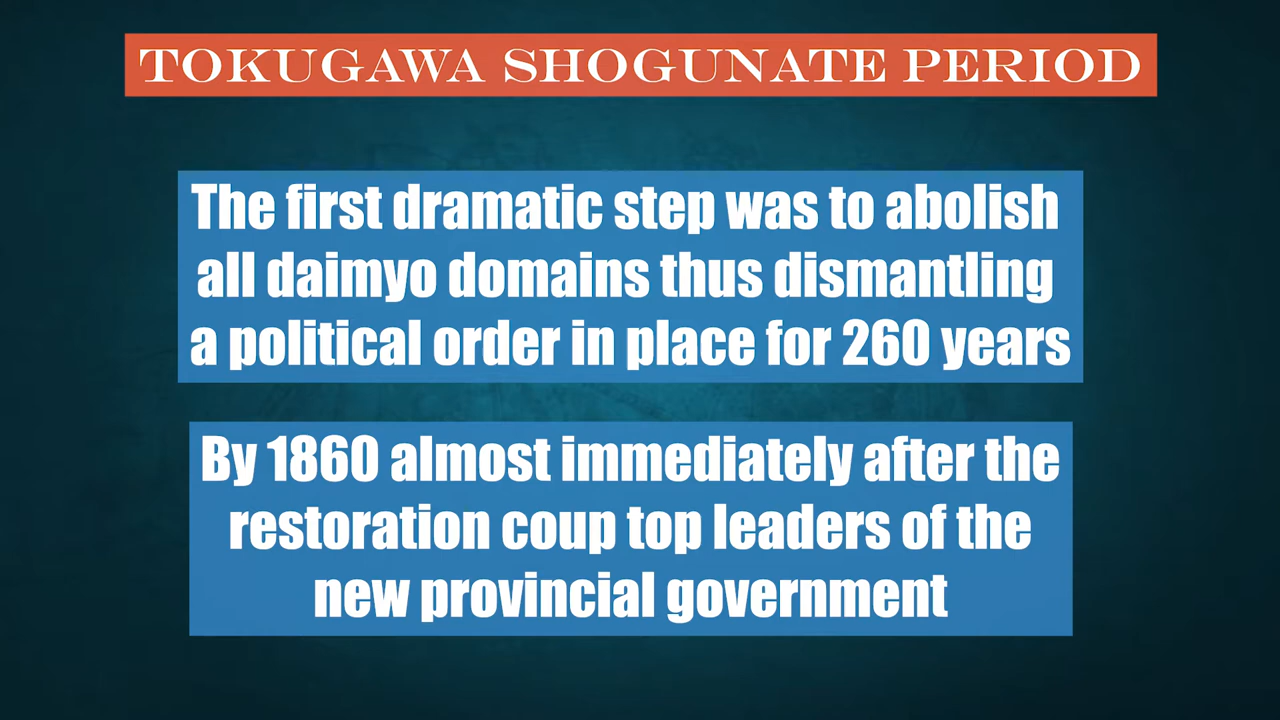 TOKUGAWA SHOGUNATE PERIOD
The first dramatic step was to abolish
all daimyo domains thus dismantling
a political order in place for 260 years
By 1860 almost immediately after the
restoration coup top leaders of the
new provincial government